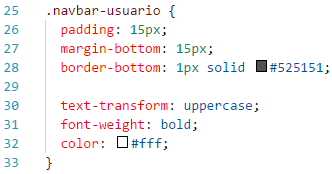 25 .navbar-usuario {
26 padding: 15px;
27 margin-bottom: 15px;
28 border-bottom: 1px solid #525151;
29
30 text-transform: uppercase;
31 font-weight: bold;
32 color: #fff;
33 }